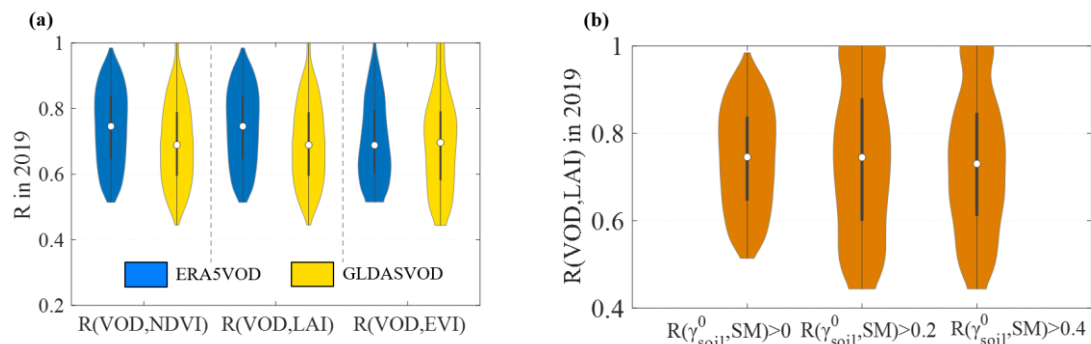 (a)
1
0.8
0.6
0.4
0.2
R in 2019
ERA5VOD
GLDASVOD
R(VOD,NDVI)
R(VOD,LAI)
R(VOD,EVI)
(b)
1
0.8
0.6
0.4
R(VOD,LAI) in 2019
R(γ⁰soil,SM)>0
R(γ⁰soil,SM)>0.2
R(γ⁰soil,SM)>0.4